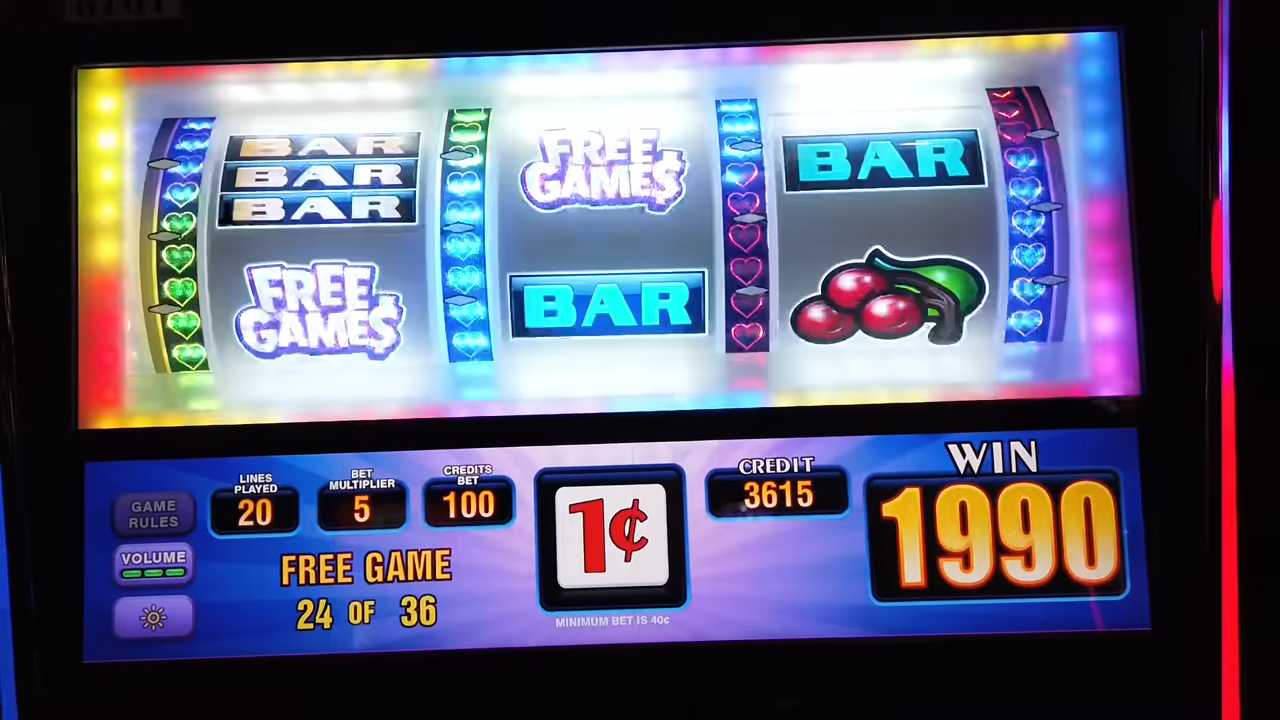 BAR
BAR
BAR
FREE
GAMES
FREE
GAMES
BAR
BAR
GAME
RULES
VOLUME
LINES
PLAYED
20
BET
MULTIPLIER
5
CREDITS
BET
100
FREE GAME
24 OF 36
1¢
MINIMUM BET IS 40¢
CREDIT
3615
WIN
1990